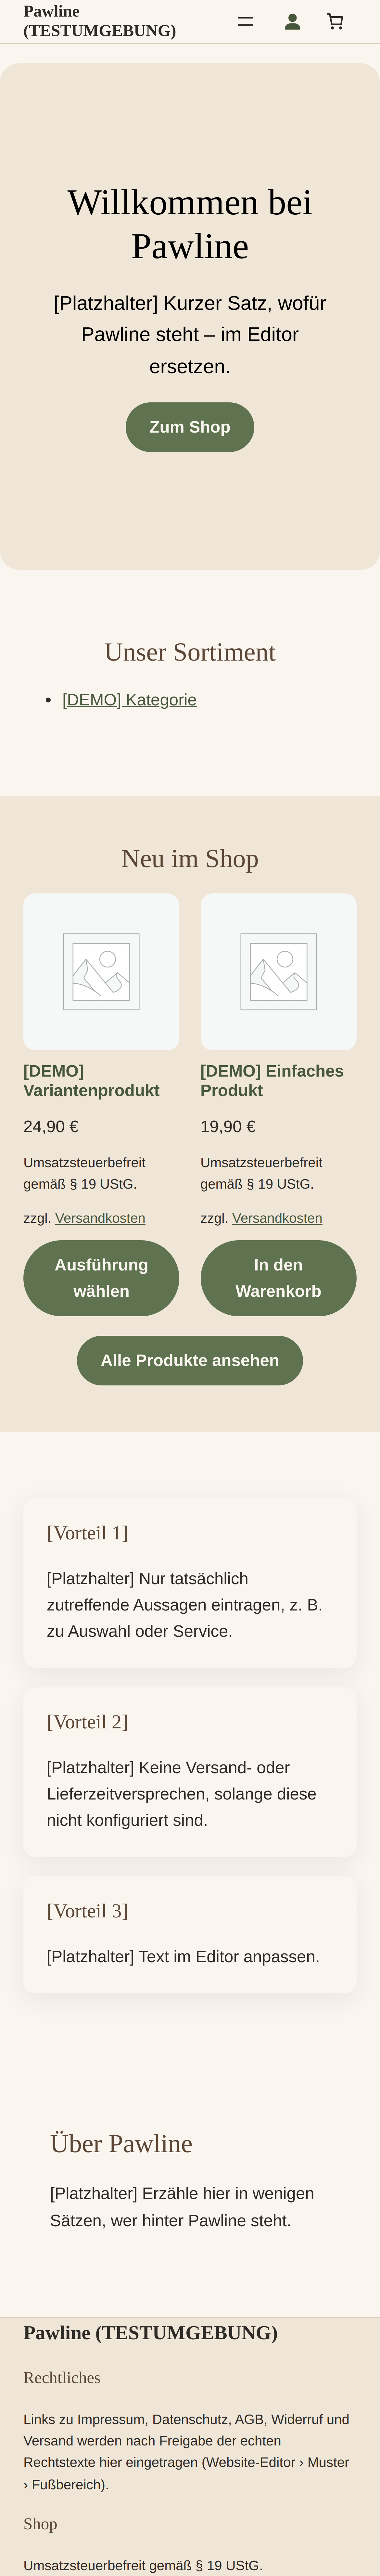 Pawline
(TESTUMGEBUNG)
Willkommen bei
Pawline
[Platzhalter] Kurzer Satz, wofür
Pawline steht – im Editor
ersetzen.
Zum Shop
Unser Sortiment
• [DEMO] Kategorie
Neu im Shop
[DEMO]
Variantenprodukt
24,90 €
Umsatzsteuerbefreit
gemäß § 19 UStG.
zzgl. Versandkosten
Ausführung
wählen
[DEMO] Einfaches
Produkt
19,90 €
Umsatzsteuerbefreit
gemäß § 19 UStG.
zzgl. Versandkosten
In den
Warenkorb
Alle Produkte ansehen
[Vorteil 1]
[Platzhalter] Nur tatsächlich
zutreffende Aussagen eintragen, z. B.
zu Auswahl oder Service.
[Vorteil 2]
[Platzhalter] Keine Versand- oder
Lieferzeitversprechen, solange diese
nicht konfiguriert sind.
[Vorteil 3]
[Platzhalter] Text im Editor anpassen.
Über Pawline
[Platzhalter] Erzähle hier in wenigen
Sätzen, wer hinter Pawline steht.
Pawline (TESTUMGEBUNG)
Rechtliches
Links zu Impressum, Datenschutz, AGB, Widerruf und
Versand werden nach Freigabe der echten
Rechtstexte hier eingetragen (Website-Editor › Muster
› Fußbereich).
Shop
Umsatzsteuerbefreit gemäß § 19 UStG.